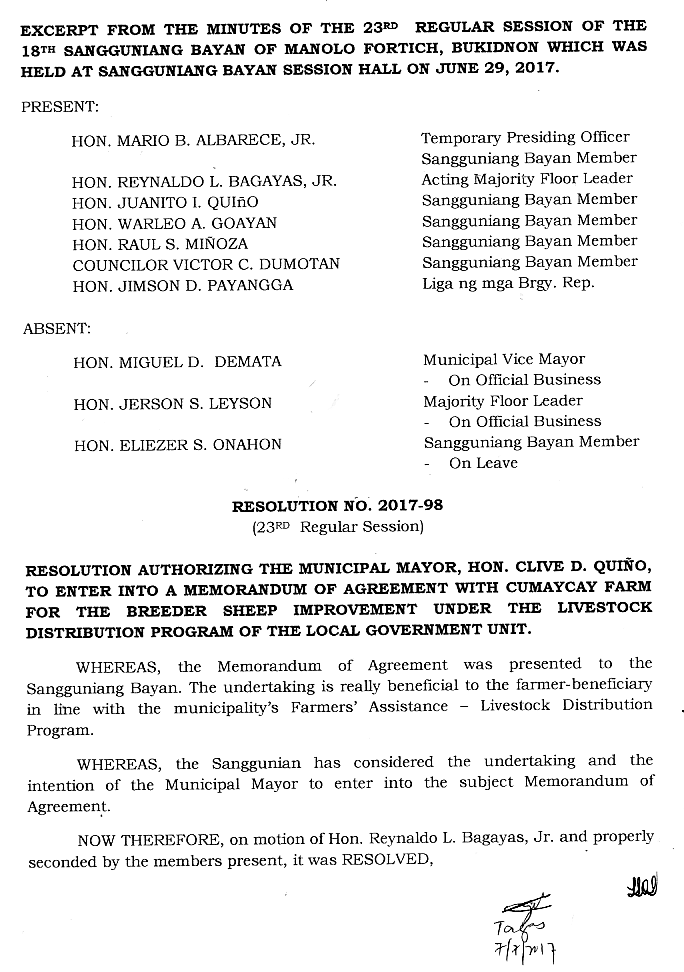 EXCERPT FROM THE MINUTES OF THE 23RD REGULAR SESSION OF THE
18TH SANGGUNIANG BAYAN OF MANOLO FORTICH, BUKIDNON WHICH WAS
HELD AT SANGGUNIANG BAYAN SESSION HALL ON JUNE 29, 2017.
PRESENT:
HON. MARIO B. ALBARECE, JR. Temporary Presiding Officer
Sangguniang Bayan Member
HON. REYNALDO L. BAGAYAS, JR. Acting Majority Floor Leader
HON. JUANITO I. QUIñO Sangguniang Bayan Member
HON. WARLEO A. GOAYAN Sangguniang Bayan Member
HON. RAUL S. MIÑOZA Sangguniang Bayan Member
COUNCILOR VICTOR C. DUMOTAN Sangguniang Bayan Member
HON. JIMSON D. PAYANGGA Liga ng mga Brgy. Rep.
ABSENT:
HON. MIGUEL D. DEMATA Municipal Vice Mayor
- On Official Business
HON. JERSON S. LEYSON Majority Floor Leader
- On Official Business
HON. ELIEZER S. ONAHON Sangguniang Bayan Member
- On Leave
RESOLUTION NO. 2017-98
(23RD Regular Session)
RESOLUTION AUTHORIZING THE MUNICIPAL MAYOR, HON. CLIVE D. QUIÑO,
TO ENTER INTO A MEMORANDUM OF AGREEMENT WITH CUMAYCAY FARM
FOR THE BREEDER SHEEP IMPROVEMENT UNDER THE LIVESTOCK
DISTRIBUTION PROGRAM OF THE LOCAL GOVERNMENT UNIT.
WHEREAS, the Memorandum of Agreement was presented to the
Sangguniang Bayan. The undertaking is really beneficial to the farmer-beneficiary
in line with the municipality's Farmers' Assistance – Livestock Distribution
Program.
WHEREAS, the Sanggunian has considered the undertaking and the
intention of the Municipal Mayor to enter into the subject Memorandum of
Agreement.
NOW THEREFORE, on motion of Hon. Reynaldo L. Bagayas, Jr. and properly
seconded by the members present, it was RESOLVED,